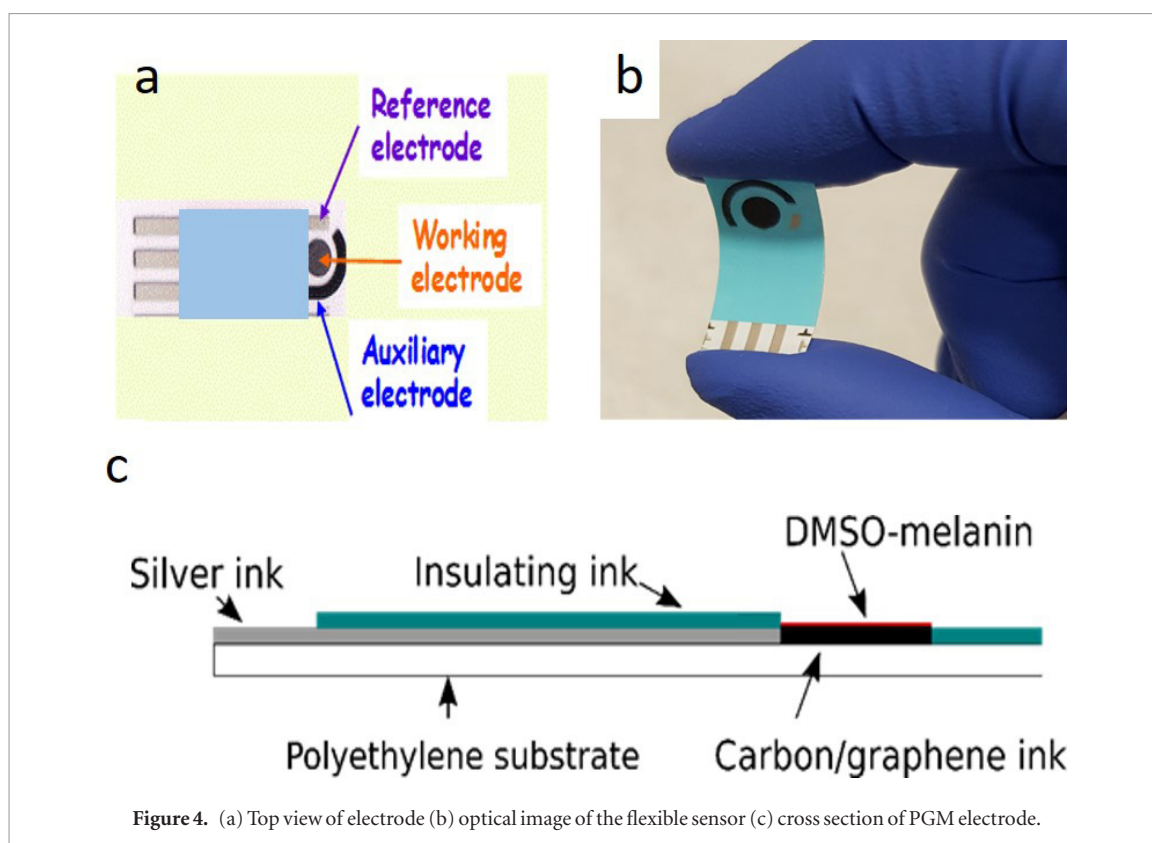 a
Reference
electrode
Working
electrode
Auxiliary
electrode
b
c
DMSO-melanin
Silver ink
Insulating ink
Polyethylene substrate
Carbon/graphene ink
Figure 4. (a) Top view of electrode (b) optical image of the flexible sensor (c) cross section of PGM electrode.